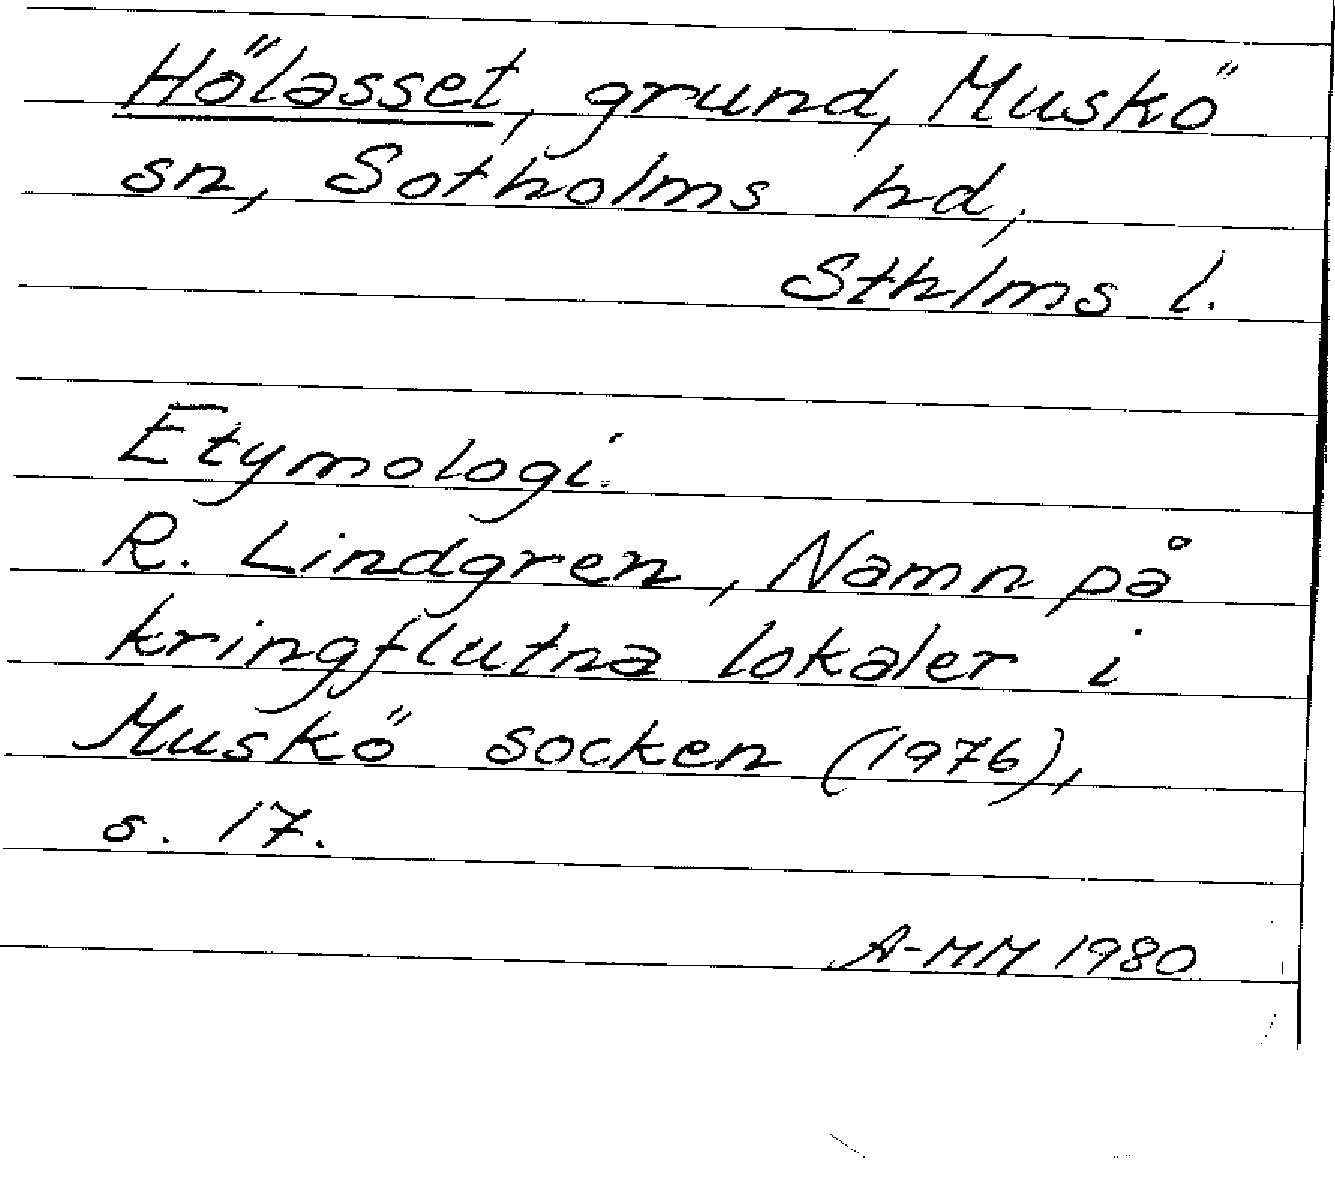 Hölasset, grund, Muskö
sn, Sotholms hd,
Sthlms l.
Etymologi.
R. Lindgren, Namn på
kringflutna lokaler i
Muskö socken (1976),
s. 17.
A-MM 1980